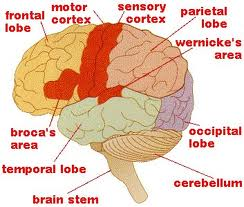 frontal
lobe
motor
cortex
sensory
cortex
parietal
lobe
wernicke's
area
broca's
area
occipital
lobe
temporal lobe
cerebellum
brain stem